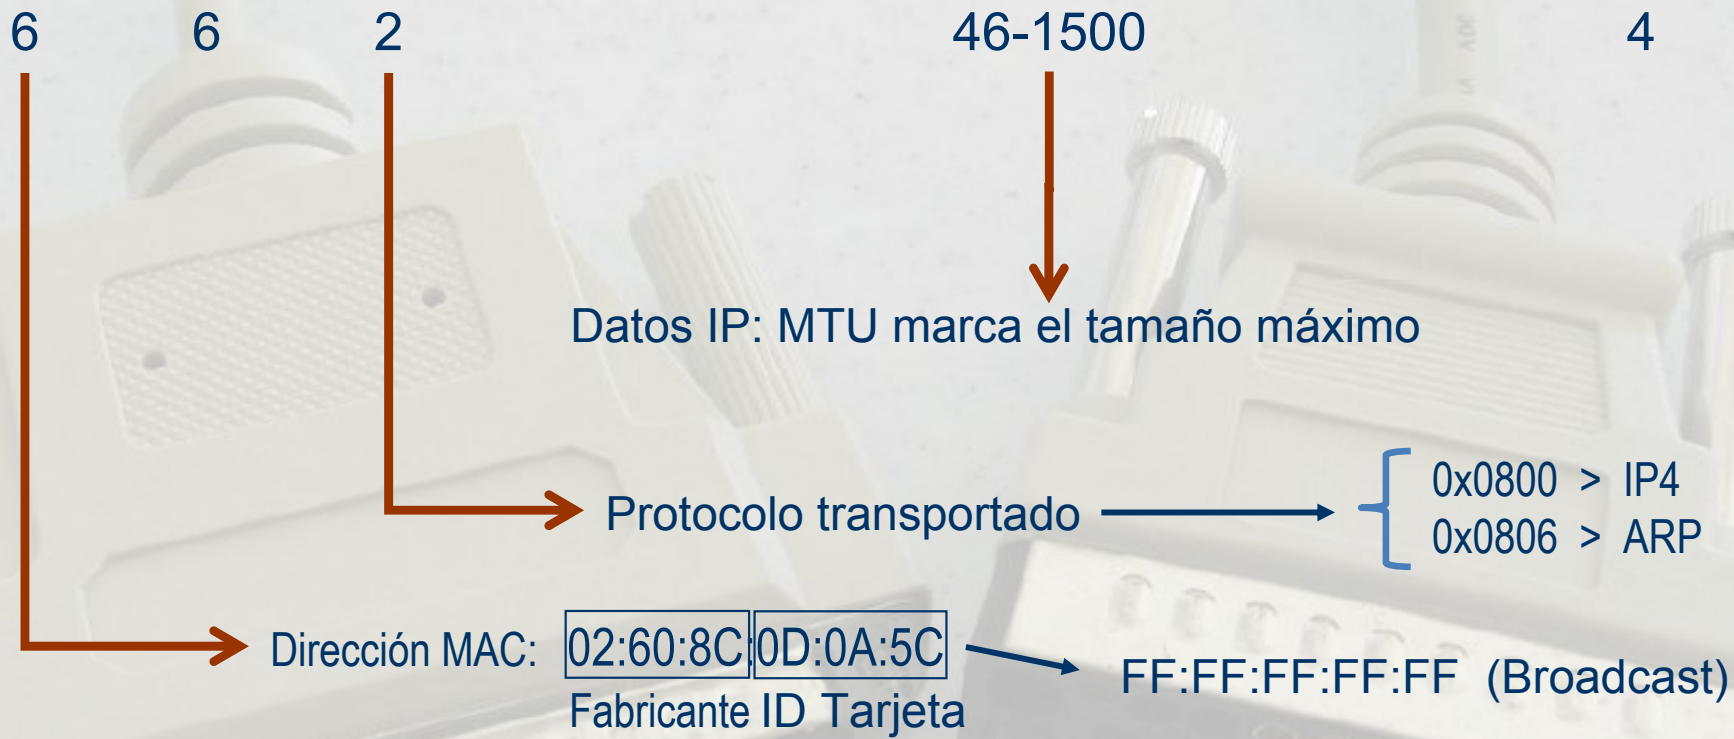 6 6 2 46-1500 4
Datos IP: MTU marca el tamaño máximo
0x0800 > IP4
Protocolo transportado
0x0806 > ARP
Dirección MAC: 02:60:8C:0D:0A:5C
FF:FF:FF:FF:FF (Broadcast)
Fabricante ID Tarjeta